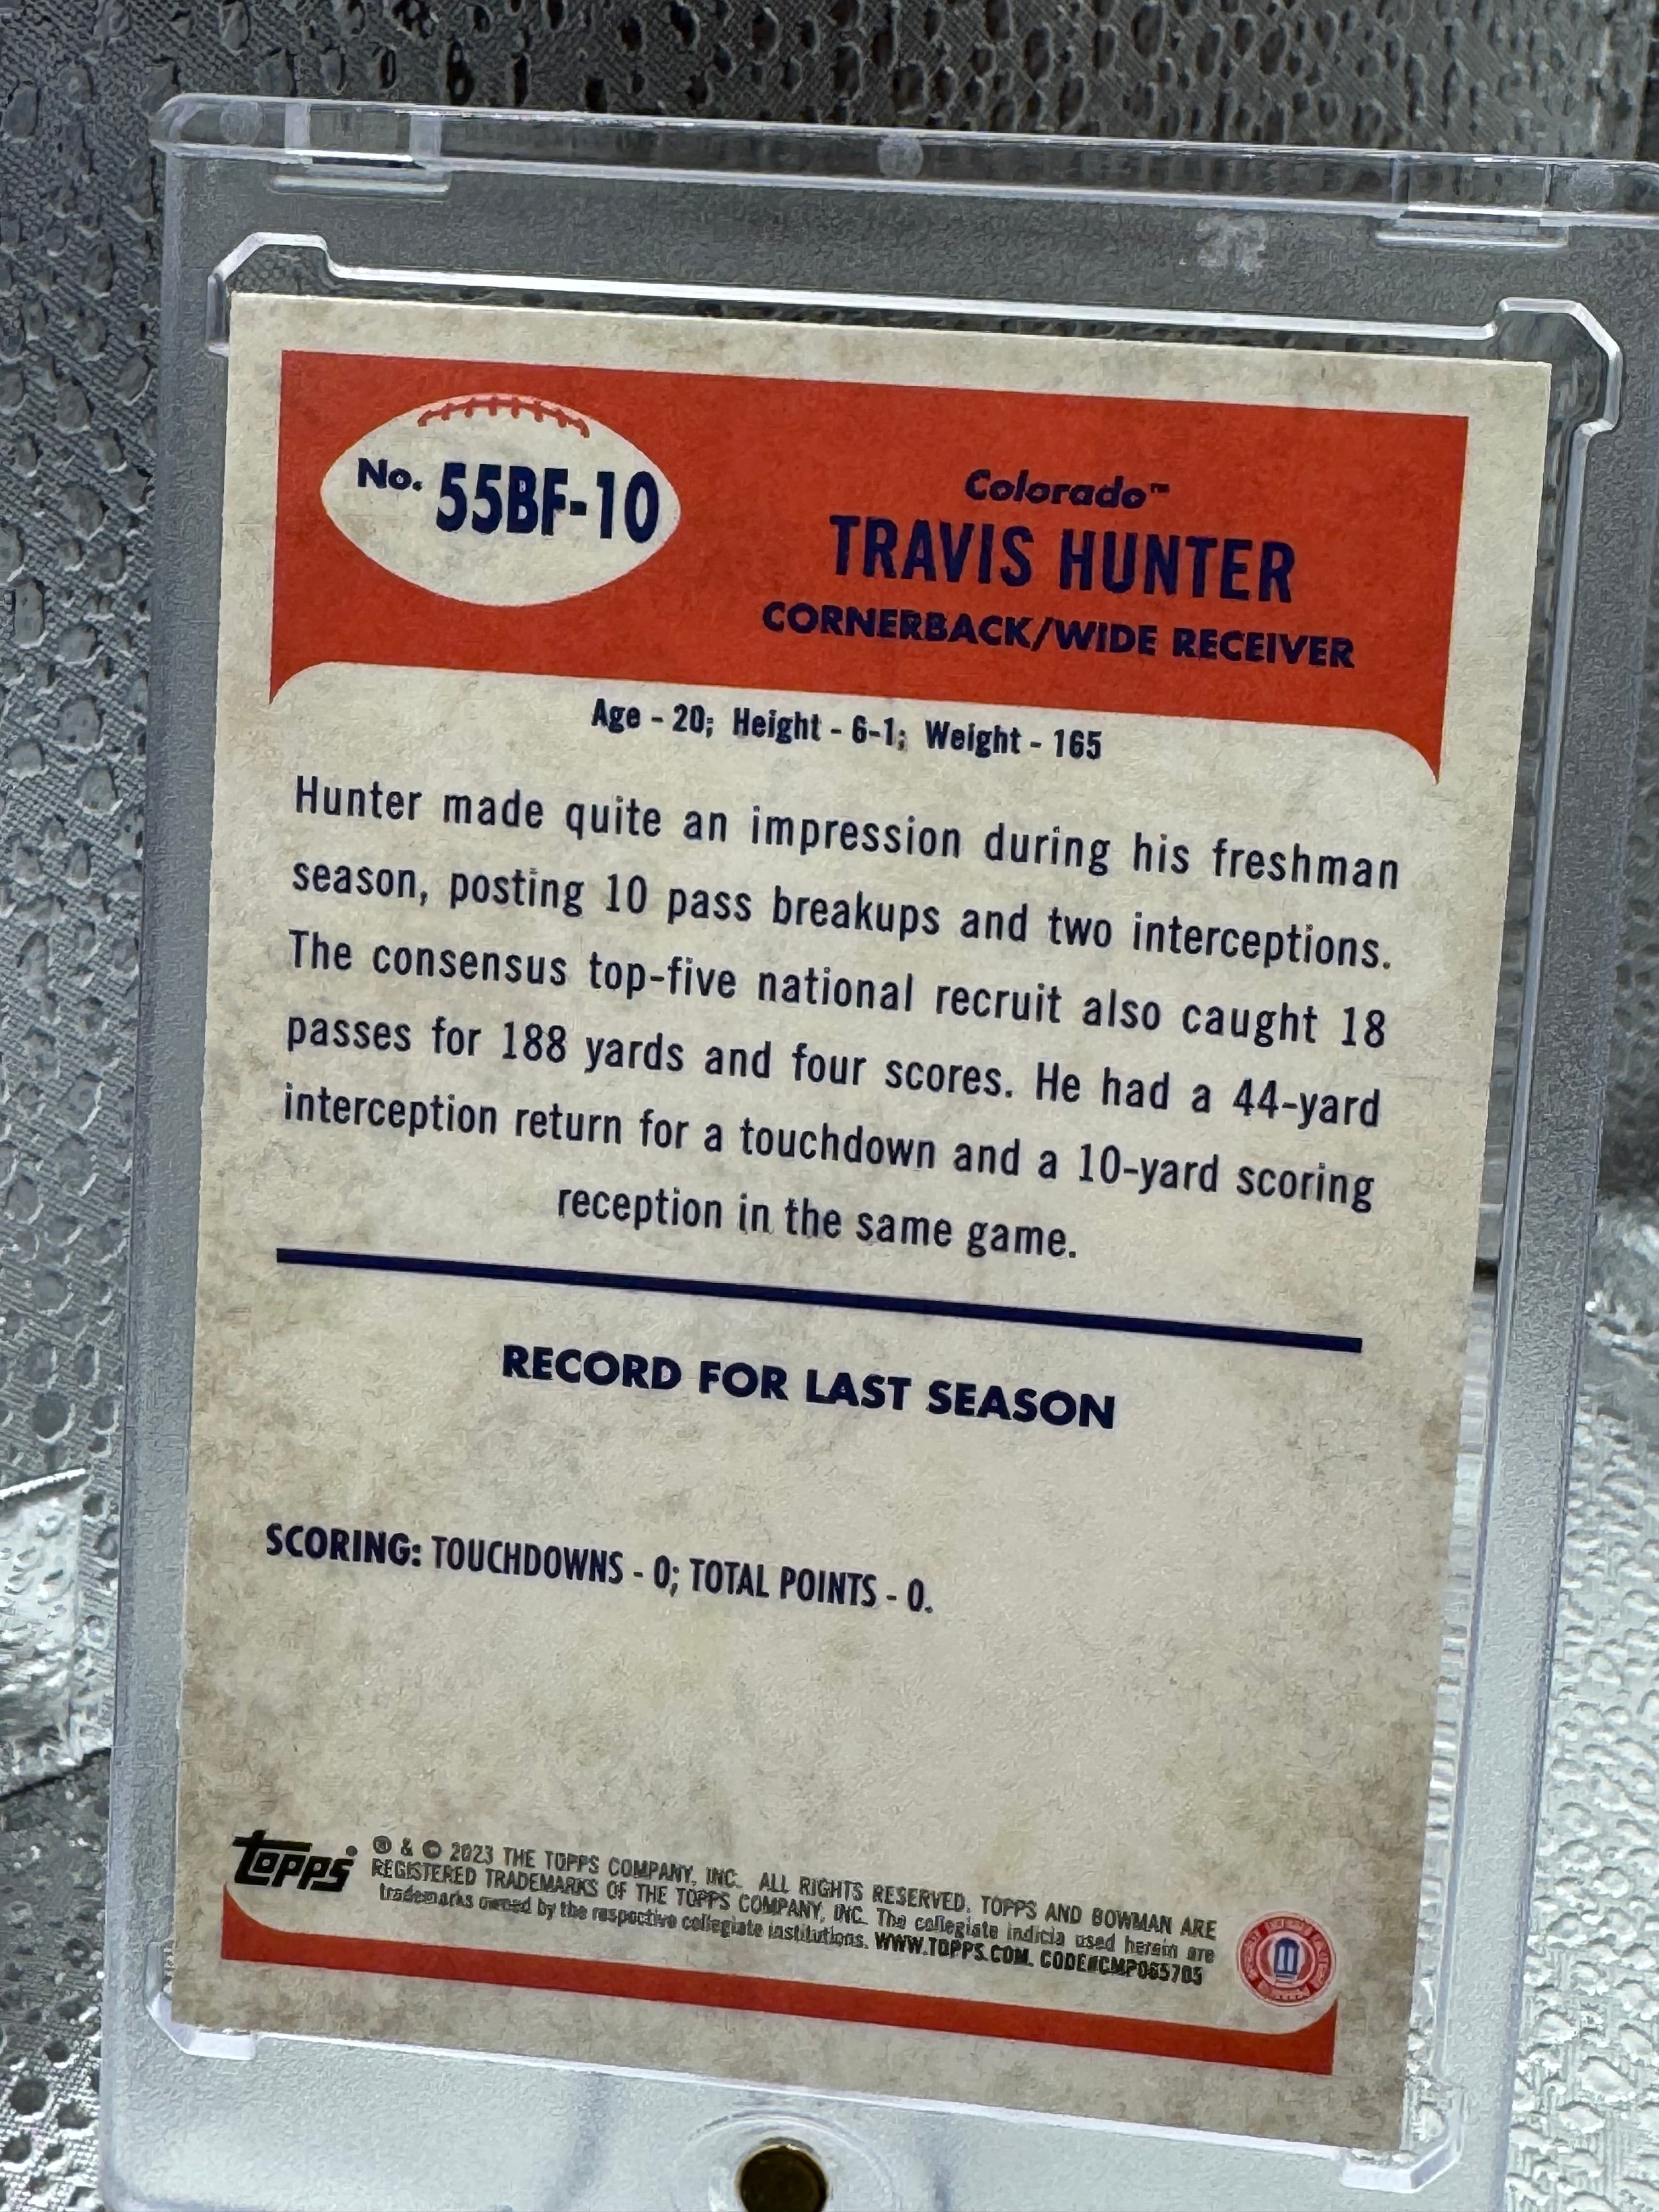 No. 55BF-10
Colorado™
TRAVIS HUNTER
CORNERBACK/WIDE RECEIVER
Age - 20; Height - 6-1; Weight - 165
Hunter made quite an impression during his freshman
season, posting 10 pass breakups and two interceptions.
The consensus top-five national recruit also caught 18
passes for 188 yards and four scores. He had a 44-yard
interception return for a touchdown and a 10-yard scoring
reception in the same game.
RECORD FOR LAST SEASON
SCORING: TOUCHDOWNS - 0; TOTAL POINTS - 0.
Topps
® & © 2023 THE TOPPS COMPANY, INC. ALL RIGHTS RESERVED. TOPPS AND BOWMAN ARE
REGISTERED TRADEMARKS OF THE TOPPS COMPANY, INC. The collegiate indicia used herein are
trademarks owned by the respective collegiate institutions. WWW.TOPPS.COM. CODE#CMP065705